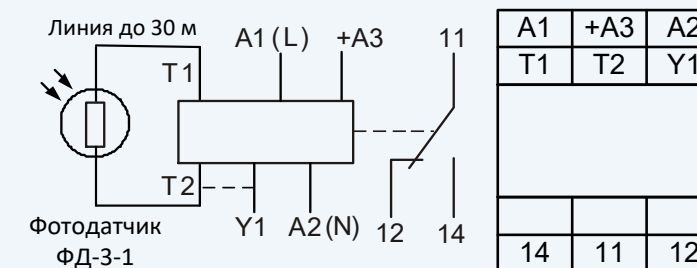 Линия до 30 м
A1 (L) +A3 11
T1
T2
Y1 A2 (N) 12 14
Фотодатчик
ФД-3-1
A1 +A3 A2
T1 T2 Y1
14 11 12